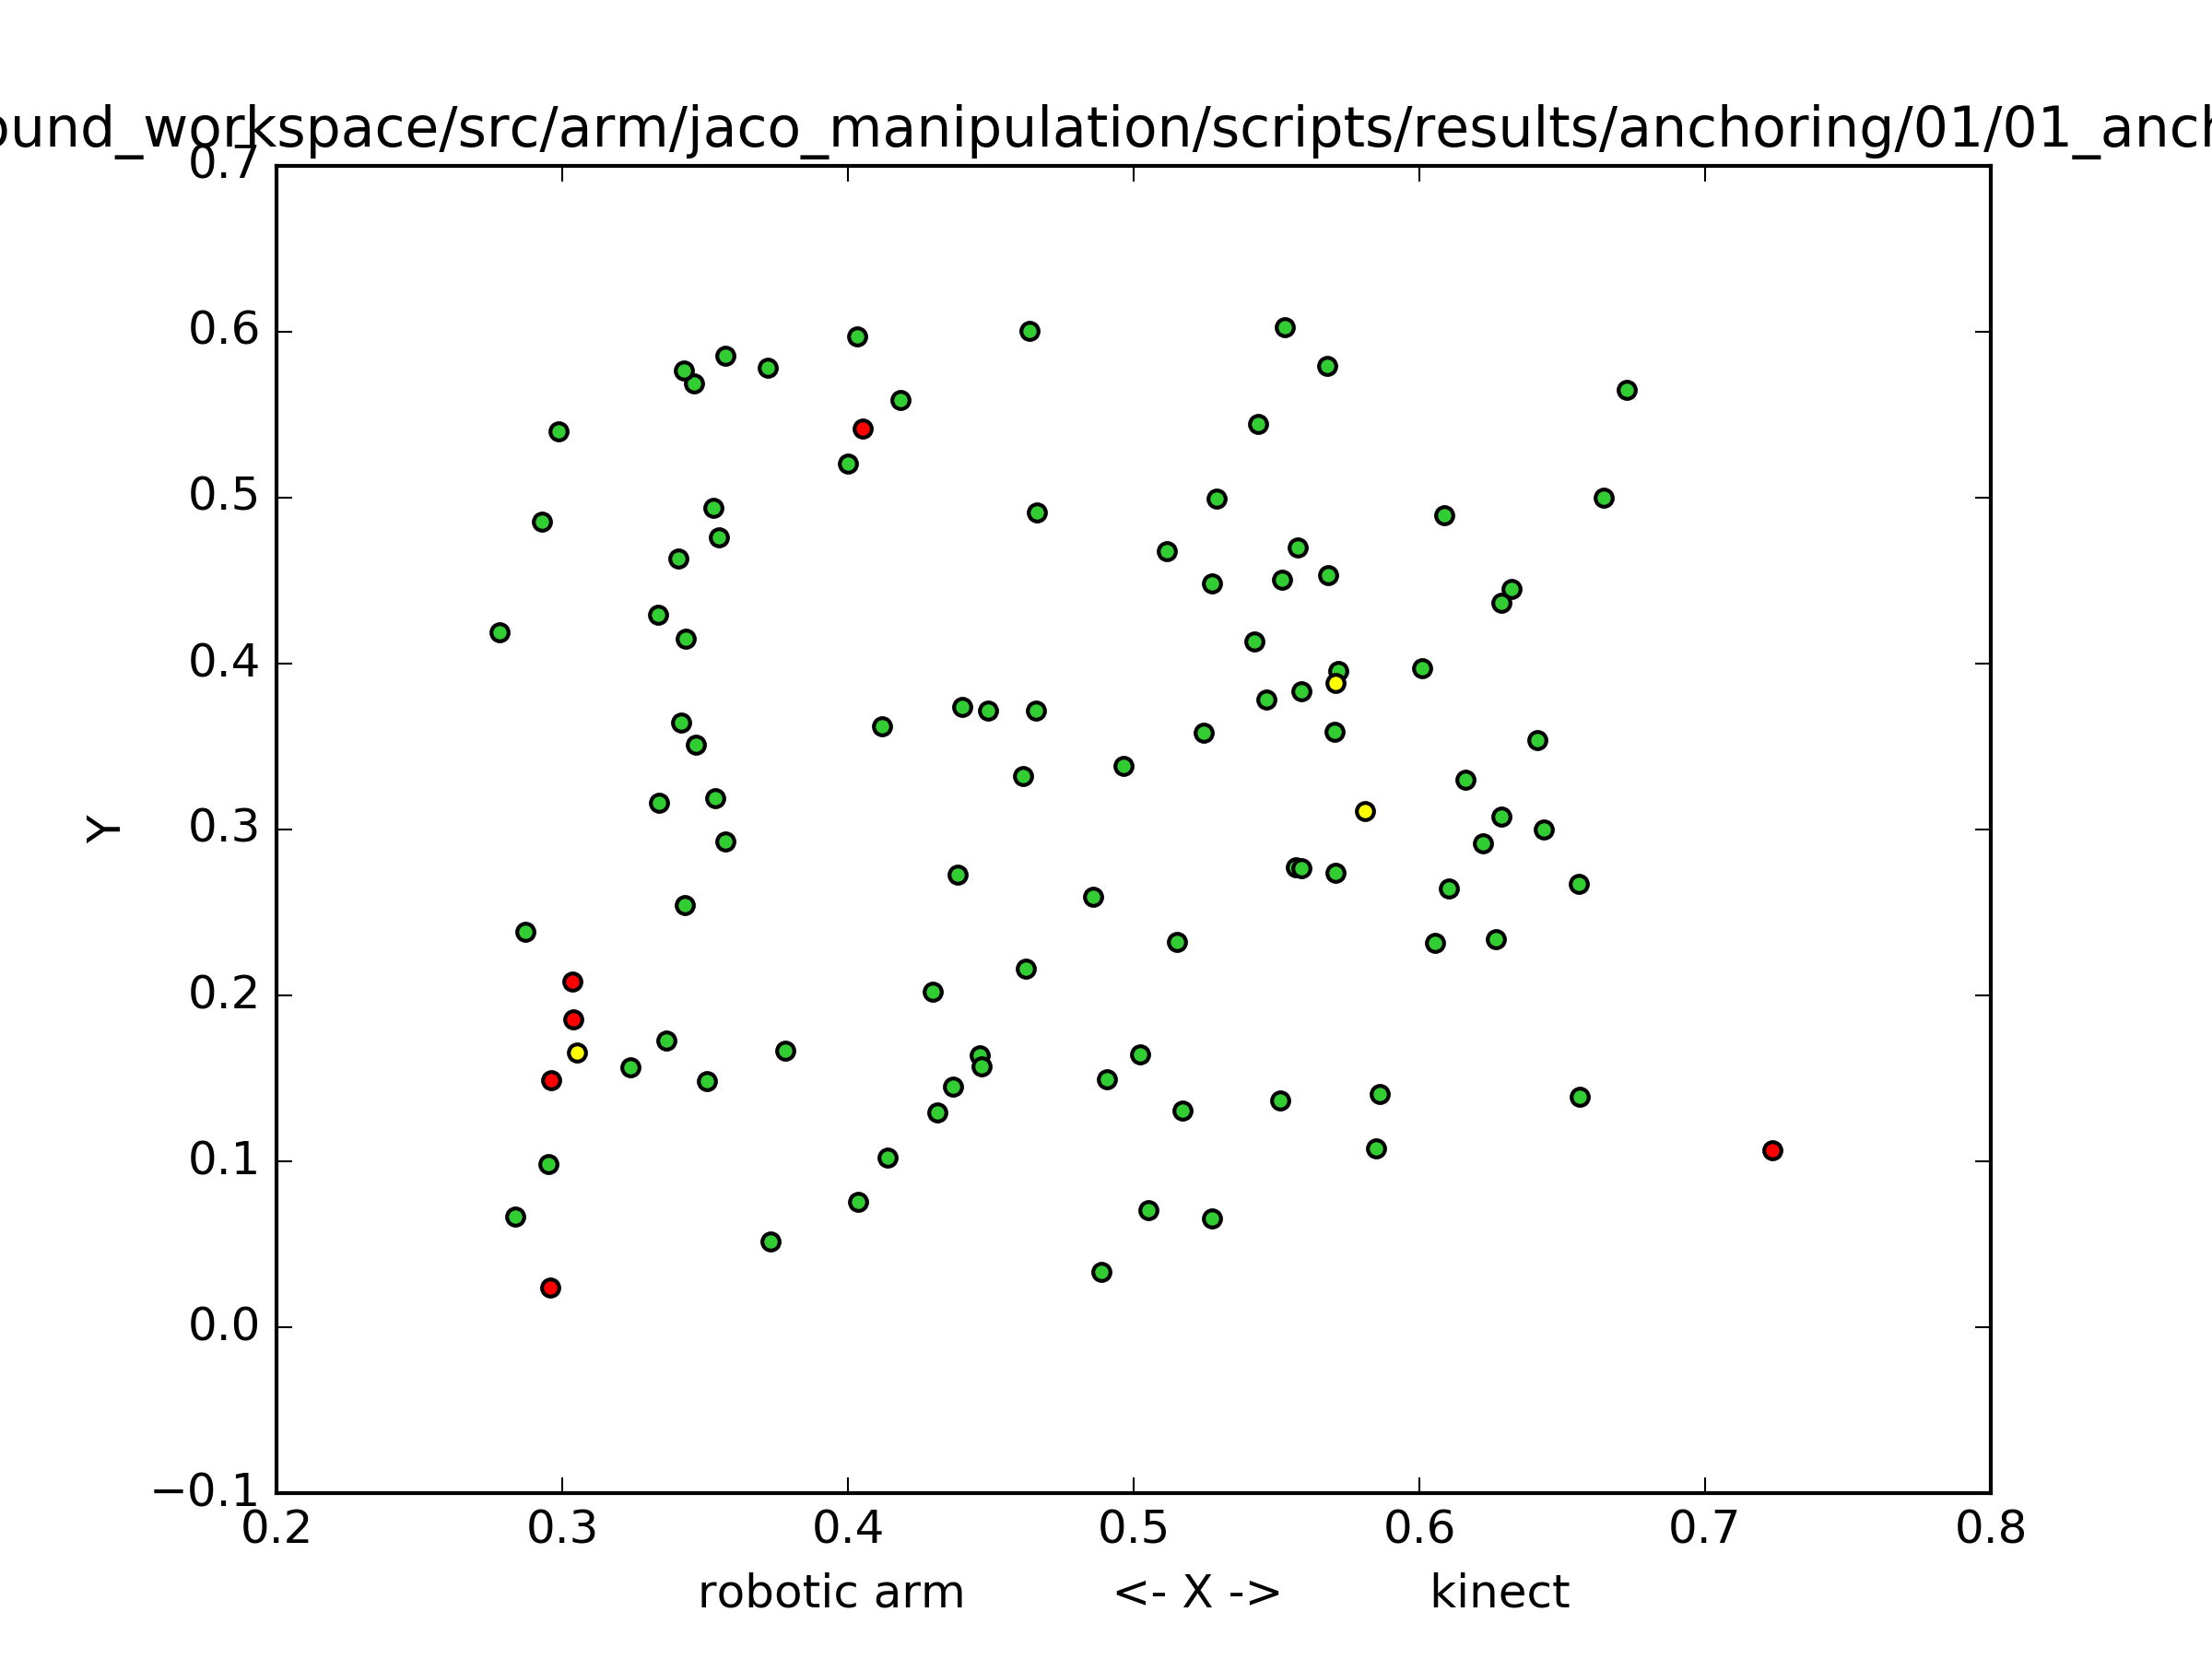 ound_workspace/src/arm/jaco_manipulation/scripts/results/anchoring/01/01_anch
0.7
0.6
0.5
0.4
0.3
0.2
0.1
0.0
−0.1
Y
0.2 0.3 0.4 0.5 0.6 0.7 0.8
robotic arm <- X -> kinect